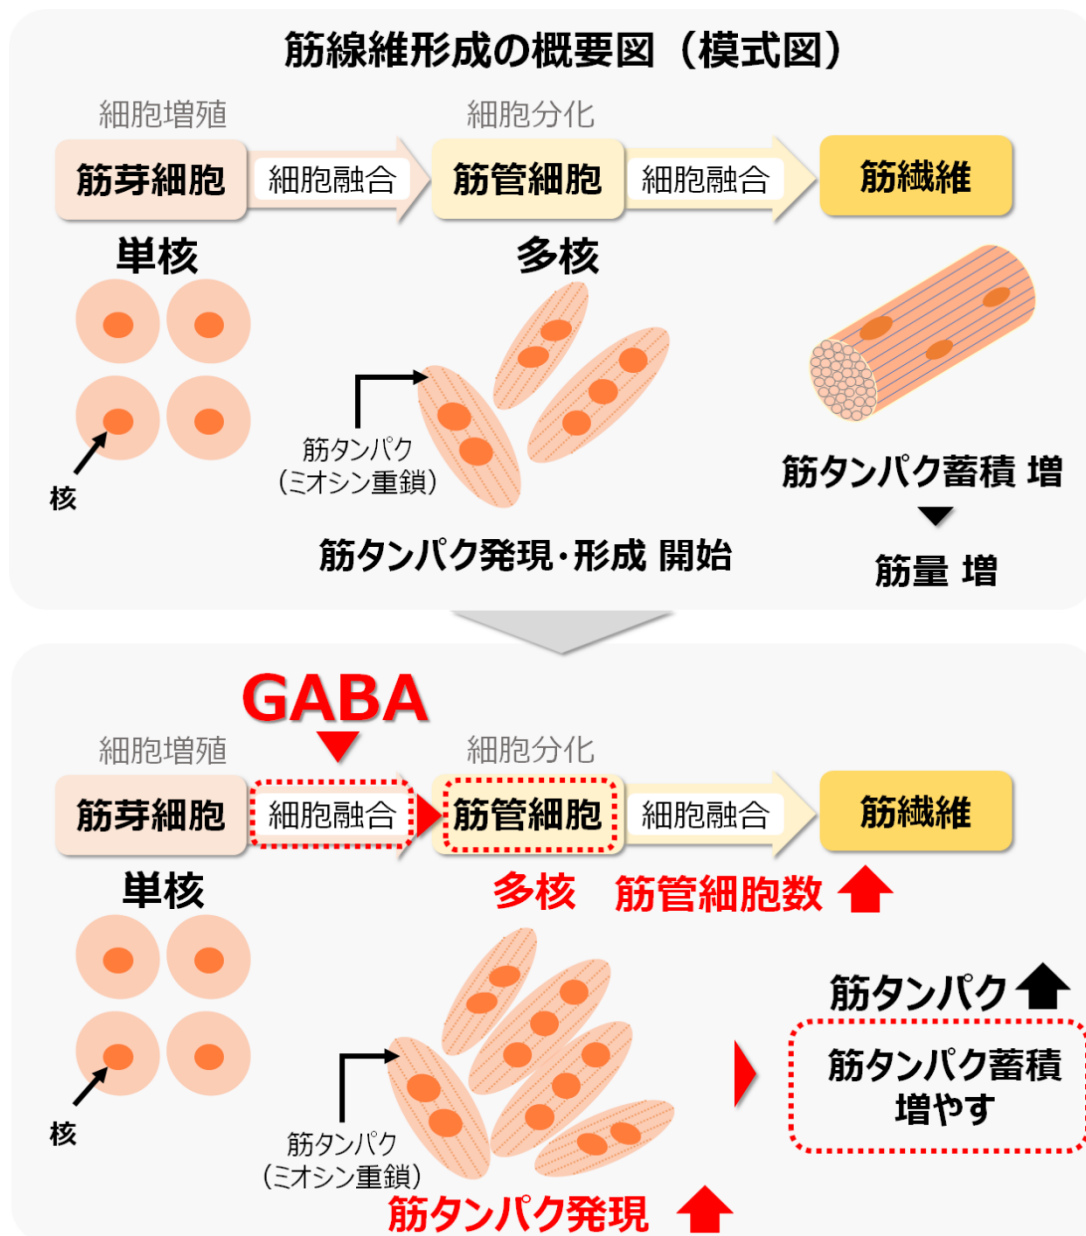 筋線維形成の概要図（模式図）
細胞増殖
細胞分化
筋芽細胞
細胞融合
筋管細胞
細胞融合
筋繊維
単核
多核
筋タンパク
（ミオシン重鎖）
核
筋タンパク蓄積 増
筋タンパク発現・形成 開始
筋量 増
GABA
細胞増殖
細胞分化
筋芽細胞
細胞融合
筋管細胞
細胞融合
筋繊維
単核
多核
筋管細胞数
筋タンパク
筋タンパク蓄積
増やす
核
筋タンパク
（ミオシン重鎖）
筋タンパク発現